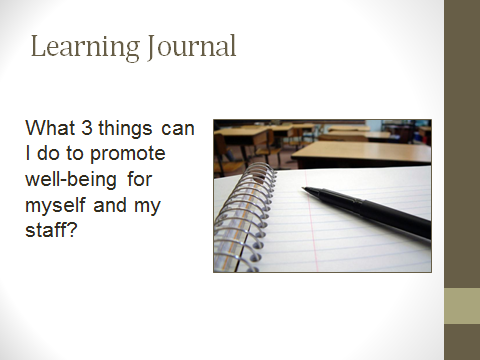 Learning Journal
What 3 things can
I do to promote
well-being for
myself and my
staff?